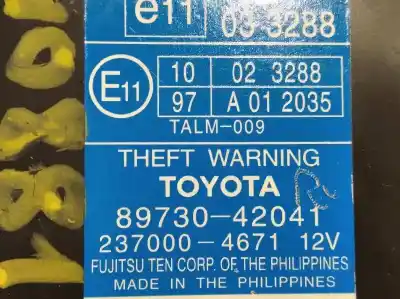 e11 03 3288
E11 10 02 3288
97 A 01 2035
TALM-009
THEFT WARNING
TOYOTA
89730-42041
237000-4671 12V
FUJITSU TEN CORP. OF THE PHILIPPINES
MADE IN THE PHILIPPINES